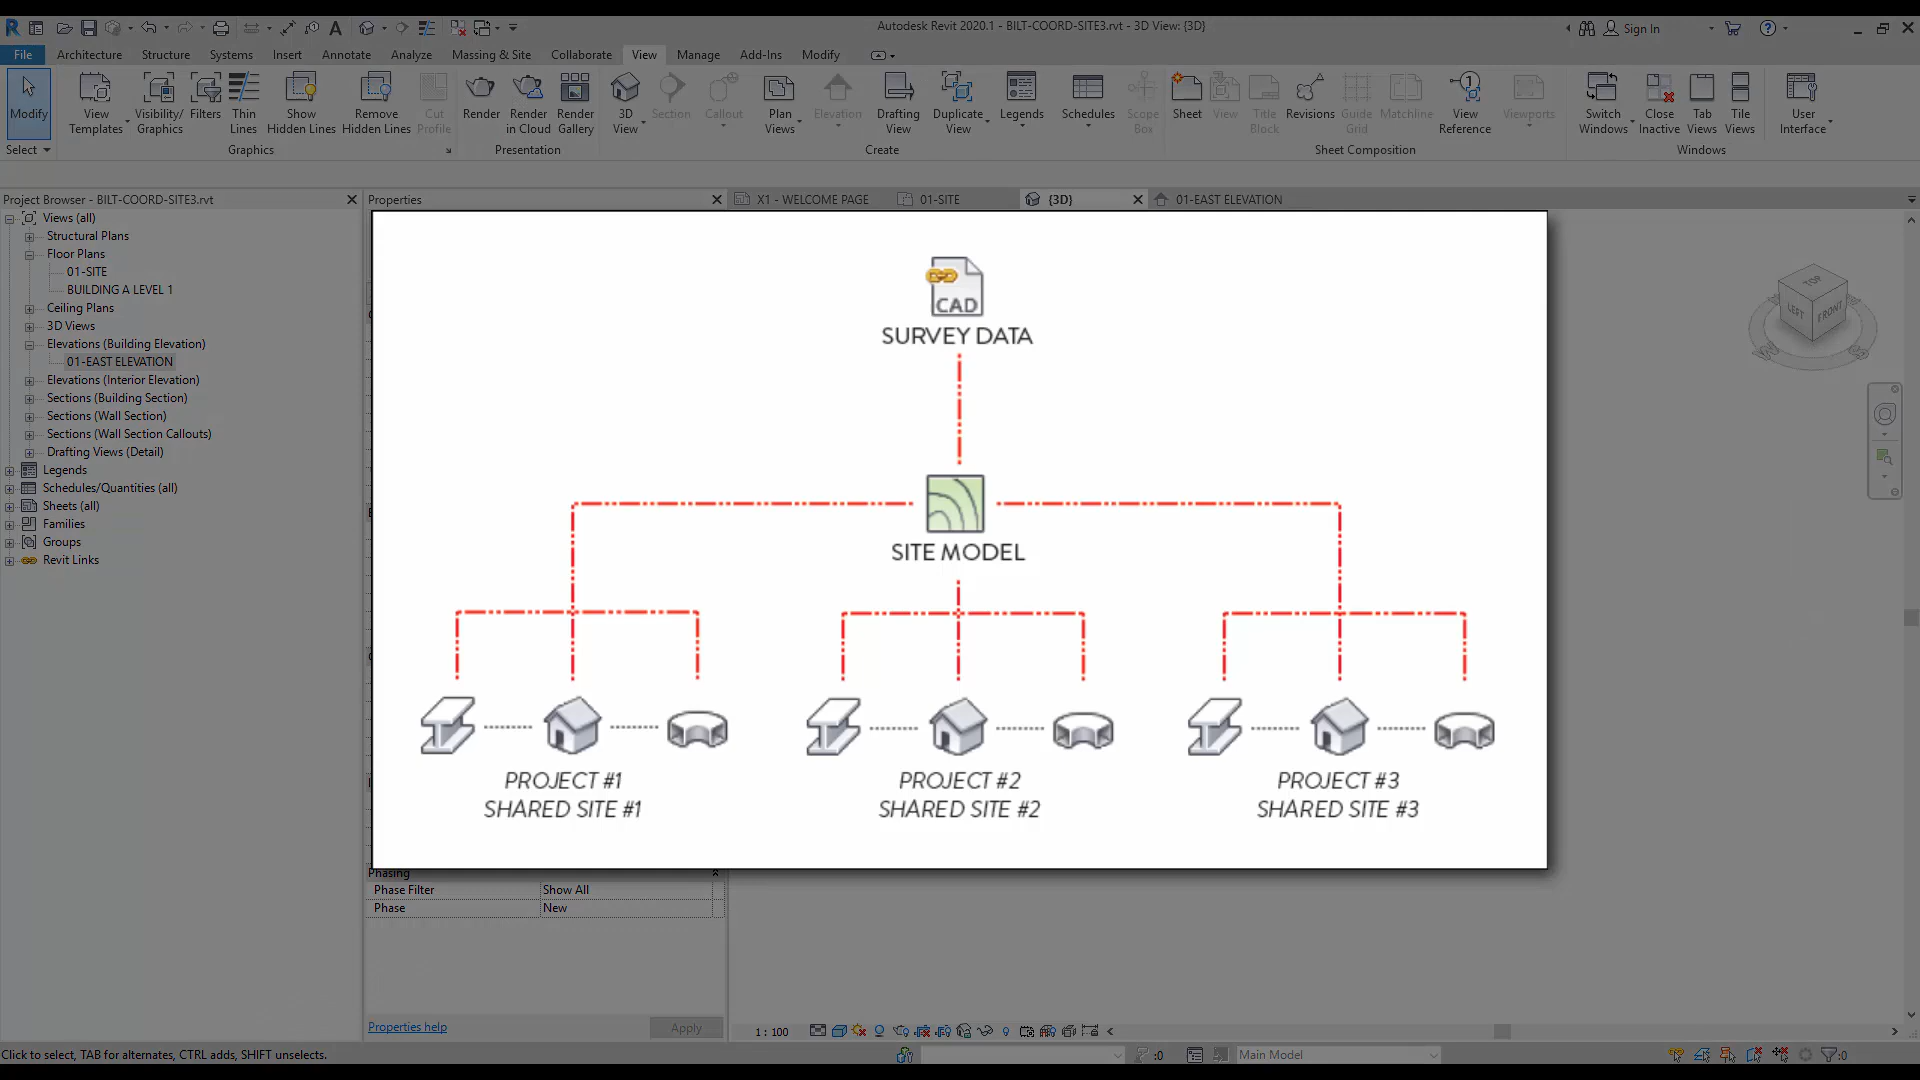 Autodesk Revit 2020.1 - BILT-COORD-SITE3.rvt - 3D View: {3D}
Sign In
File Architecture Structure Systems Insert Annotate Analyze Massing & Site Collaborate View Manage Add-Ins Modify
Modify
View Templates
Visibility/ Graphics
Filters
Thin Lines
Show Hidden Lines
Remove Hidden Lines
Cut Profile
Render
Render in Cloud
Render Gallery
3D View
Section
Callout
Plan Views
Elevation
Drafting View
Duplicate View
Legends
Schedules
Scope Box
Sheet
View
Title Block
Revisions
Guide Grid
Matchline
View Reference
Viewports
Switch Windows
Close Inactive
Tab Views
Tile Views
User Interface
Select
Graphics
Presentation
Create
Sheet Composition
Windows
Project Browser - BILT-COORD-SITE3.rvt
Properties
X1 - WELCOME PAGE
01-SITE
{3D}
01-EAST ELEVATION
Views (all)
Structural Plans
Floor Plans
01-SITE
BUILDING A LEVEL 1
Ceiling Plans
3D Views
Elevations (Building Elevation)
01-EAST ELEVATION
Elevations (Interior Elevation)
Sections (Building Section)
Sections (Wall Section)
Sections (Wall Section Callouts)
Drafting Views (Detail)
Legends
Schedules/Quantities (all)
Sheets (all)
Families
Groups
Revit Links
CAD
SURVEY DATA
SITE MODEL
PROJECT #1
SHARED SITE #1
PROJECT #2
SHARED SITE #2
PROJECT #3
SHARED SITE #3
TOP
LEFT
FRONT
Phasing
Phase Filter Show All
Phase New
Properties help
Apply
1 : 100
Click to select, TAB for alternates, CTRL adds, SHIFT unselects.
:0
Main Model
:0